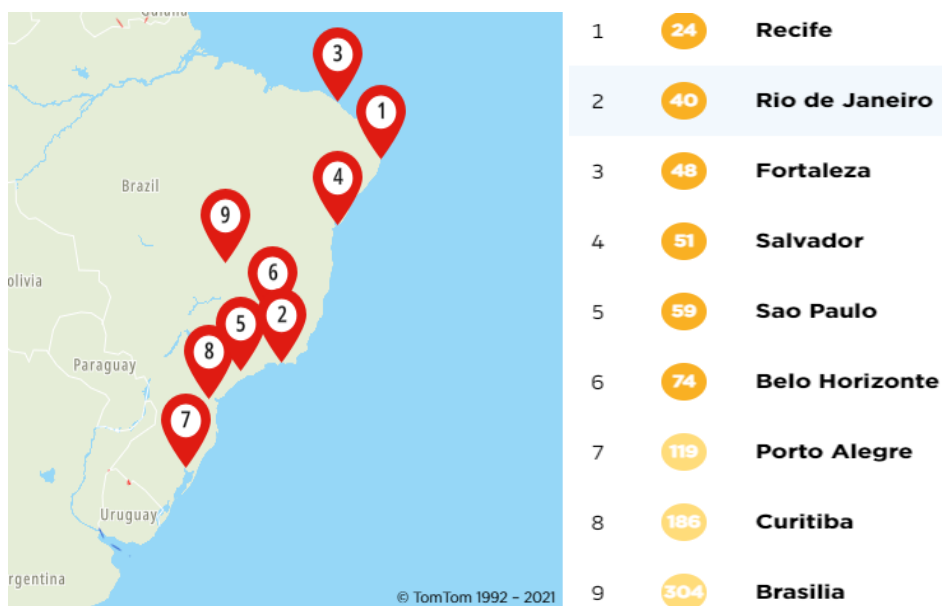 Guiana
3
1
4
Brazil
9
olivia
6
2
5
8
Paraguay
7
Uruguay
rgentina
© TomTom 1992 – 2021
1 24 Recife
2 40 Rio de Janeiro
3 48 Fortaleza
4 51 Salvador
5 59 Sao Paulo
6 74 Belo Horizonte
7 119 Porto Alegre
8 186 Curitiba
9 304 Brasilia